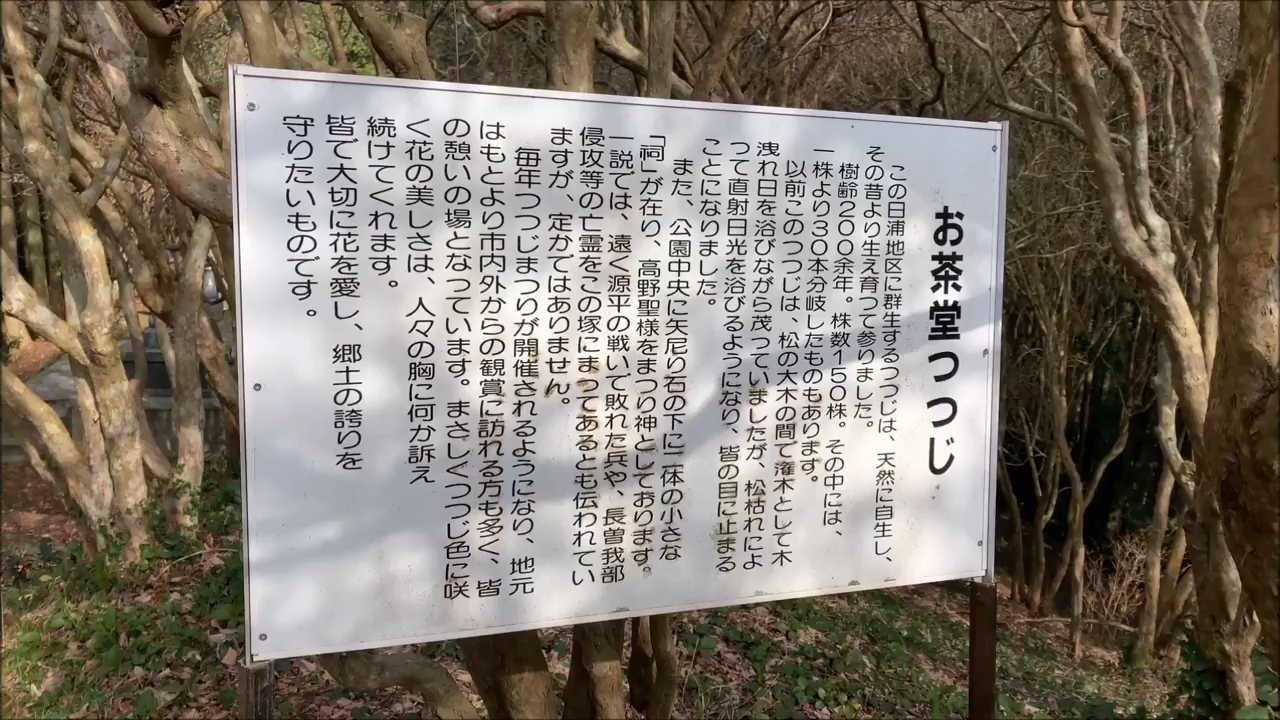 お茶堂つつじ
この日浦地区に群生するつつじは、天然に自生し、
その昔より生え育って参りました。
樹齢200余年。株数150株。その中には、
一株より30本分岐したものもあります。
以前このつつじは、松の大木の間で潅木として木
洩れ日を浴びながら茂っていましたが、松枯れによ
って直射日光を浴びるようになり、皆の目に止まる
ことになりました。
また、公園中央に矢尻り石の下に二体の小さな
「祠」が在り、高野聖様をまつり神としております。
一説では、遠く源平の戦いで敗れた兵や、長曽我部
侵攻等の亡霊をこの塚にまつてあるとも伝われてい
ますが、定かではありません。
毎年つつじまつりが開催されるようになり、地元
はもとより市内外からの観賞に訪れる方も多く、皆
の憩いの場となっています。まさしくつつじ色に咲
く花の美しさは、人々の胸に何か訴え
続けてくれます。
皆で大切に花を愛し、郷土の誇りを
守りたいものです。